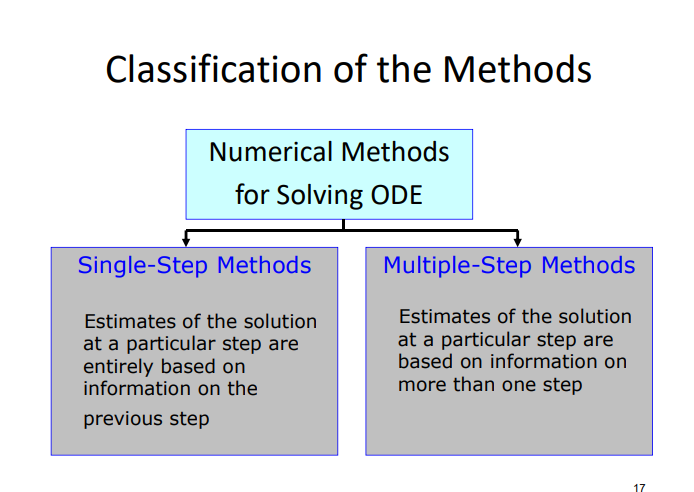 Classification of the Methods
Numerical Methods
for Solving ODE
Single-Step Methods
Estimates of the solution
at a particular step are
entirely based on
information on the
previous step
Multiple-Step Methods
Estimates of the solution
at a particular step are
based on information on
more than one step
17